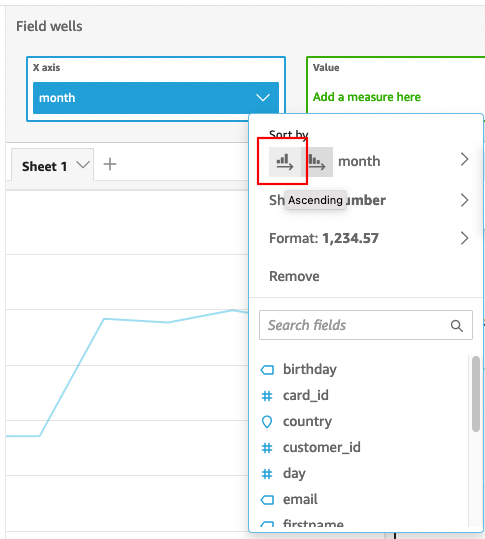 Field wells
X axis
Value
month
Add a measure here
Sort by
Sheet 1
month
Sh
Ascending
umber
Format: 1,234.57
Remove
Search fields
birthday
card_id
country
customer_id
day
email
firstname